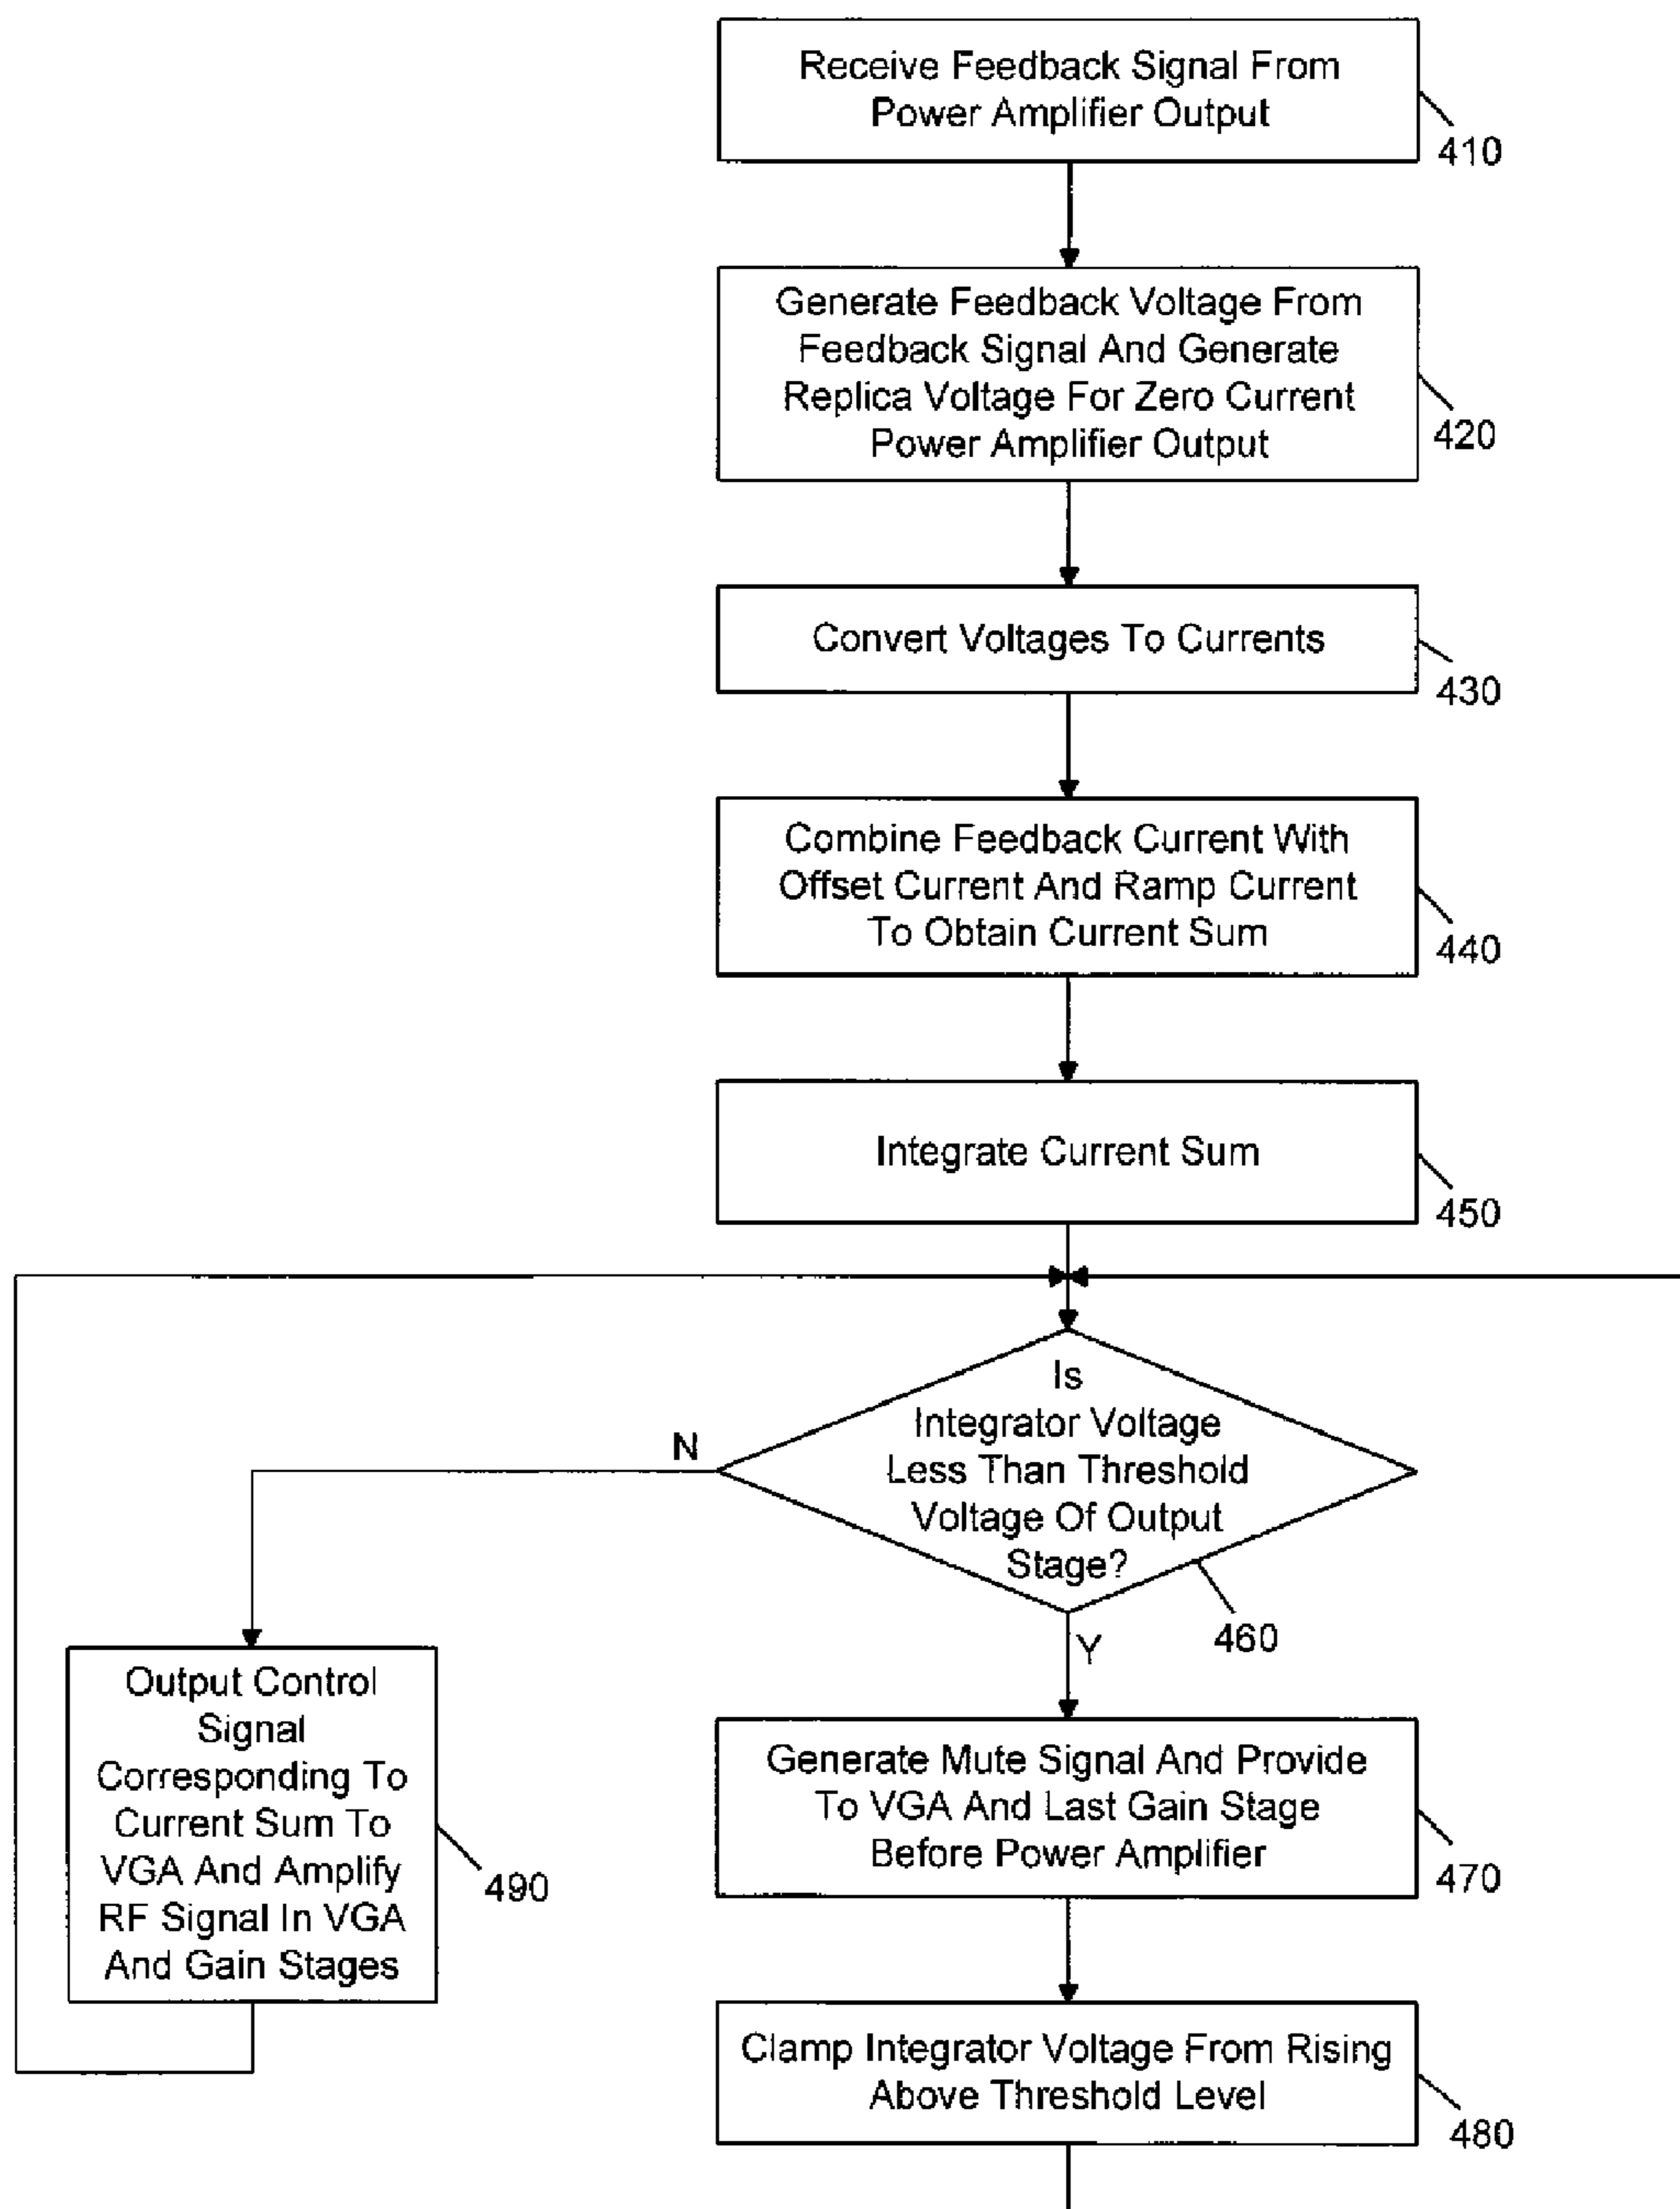 Receive Feedback Signal From
Power Amplifier Output
410
Generate Feedback Voltage From
Feedback Signal And Generate
Replica Voltage For Zero Current
Power Amplifier Output
420
Convert Voltages To Currents
430
Combine Feedback Current With
Offset Current And Ramp Current
To Obtain Current Sum
440
Integrate Current Sum
450
Is
Integrator Voltage
Less Than Threshold
Voltage Of Output
Stage?
460
N
Y
Output Control
Signal
Corresponding To
Current Sum To
VGA And Amplify
RF Signal In VGA
And Gain Stages
490
Generate Mute Signal And Provide
To VGA And Last Gain Stage
Before Power Amplifier
470
Clamp Integrator Voltage From Rising
Above Threshold Level
480